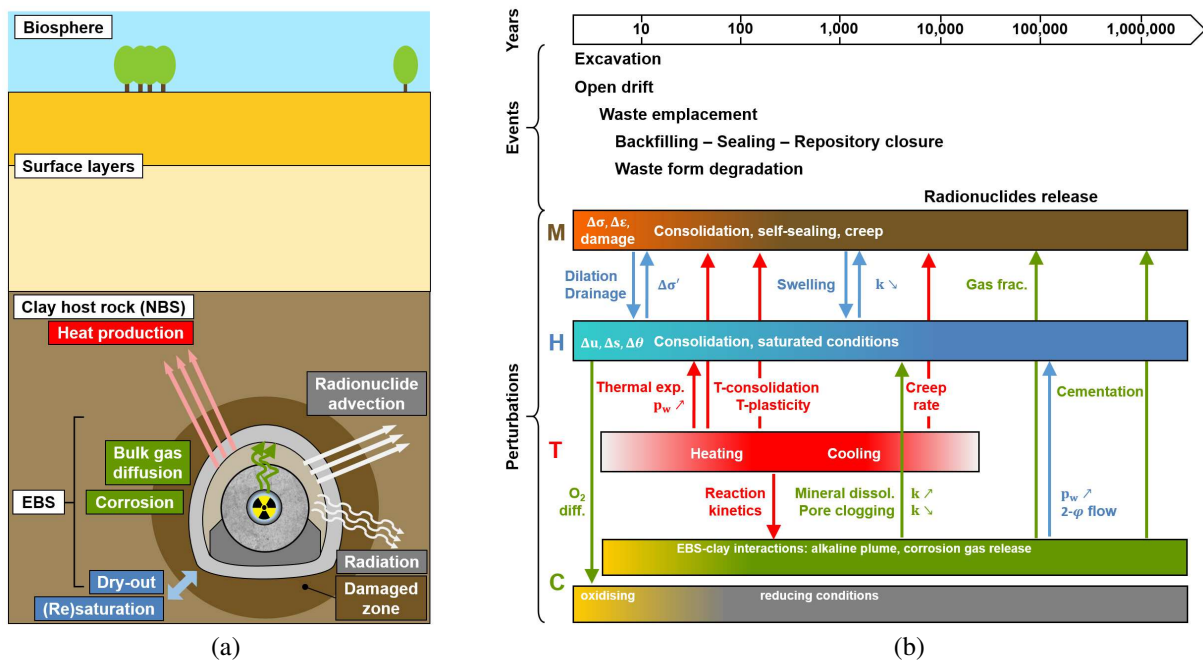 Biosphere
Surface layers
Clay host rock (NBS)
Heat production
Radionuclide
advection
Bulk gas
diffusion
EBS
Corrosion
Radiation
Dry-out
(Re)saturation
Damaged
zone
(a)
Years
10
100
1,000
10,000
100,000
1,000,000
Events
Excavation
Open drift
Waste emplacement
Backfilling – Sealing – Repository closure
Waste form degradation
Radionuclides release
Perturbations
M
Δσ, Δε,
damage
Consolidation, self-sealing, creep
Dilation
Drainage
Δσ′
Swelling
k ↘
Gas frac.
H
Δu, Δs, Δθ
Consolidation, saturated conditions
Thermal exp.
p_w ↗
T-consolidation
T-plasticity
Creep
rate
Cementation
T
Heating
Cooling
O₂
diff.
Reaction
kinetics
Mineral dissol. k ↗
Pore clogging k ↘
p_w ↗
2-φ flow
C
EBS-clay interactions: alkaline plume, corrosion gas release
oxidising
reducing conditions
(b)